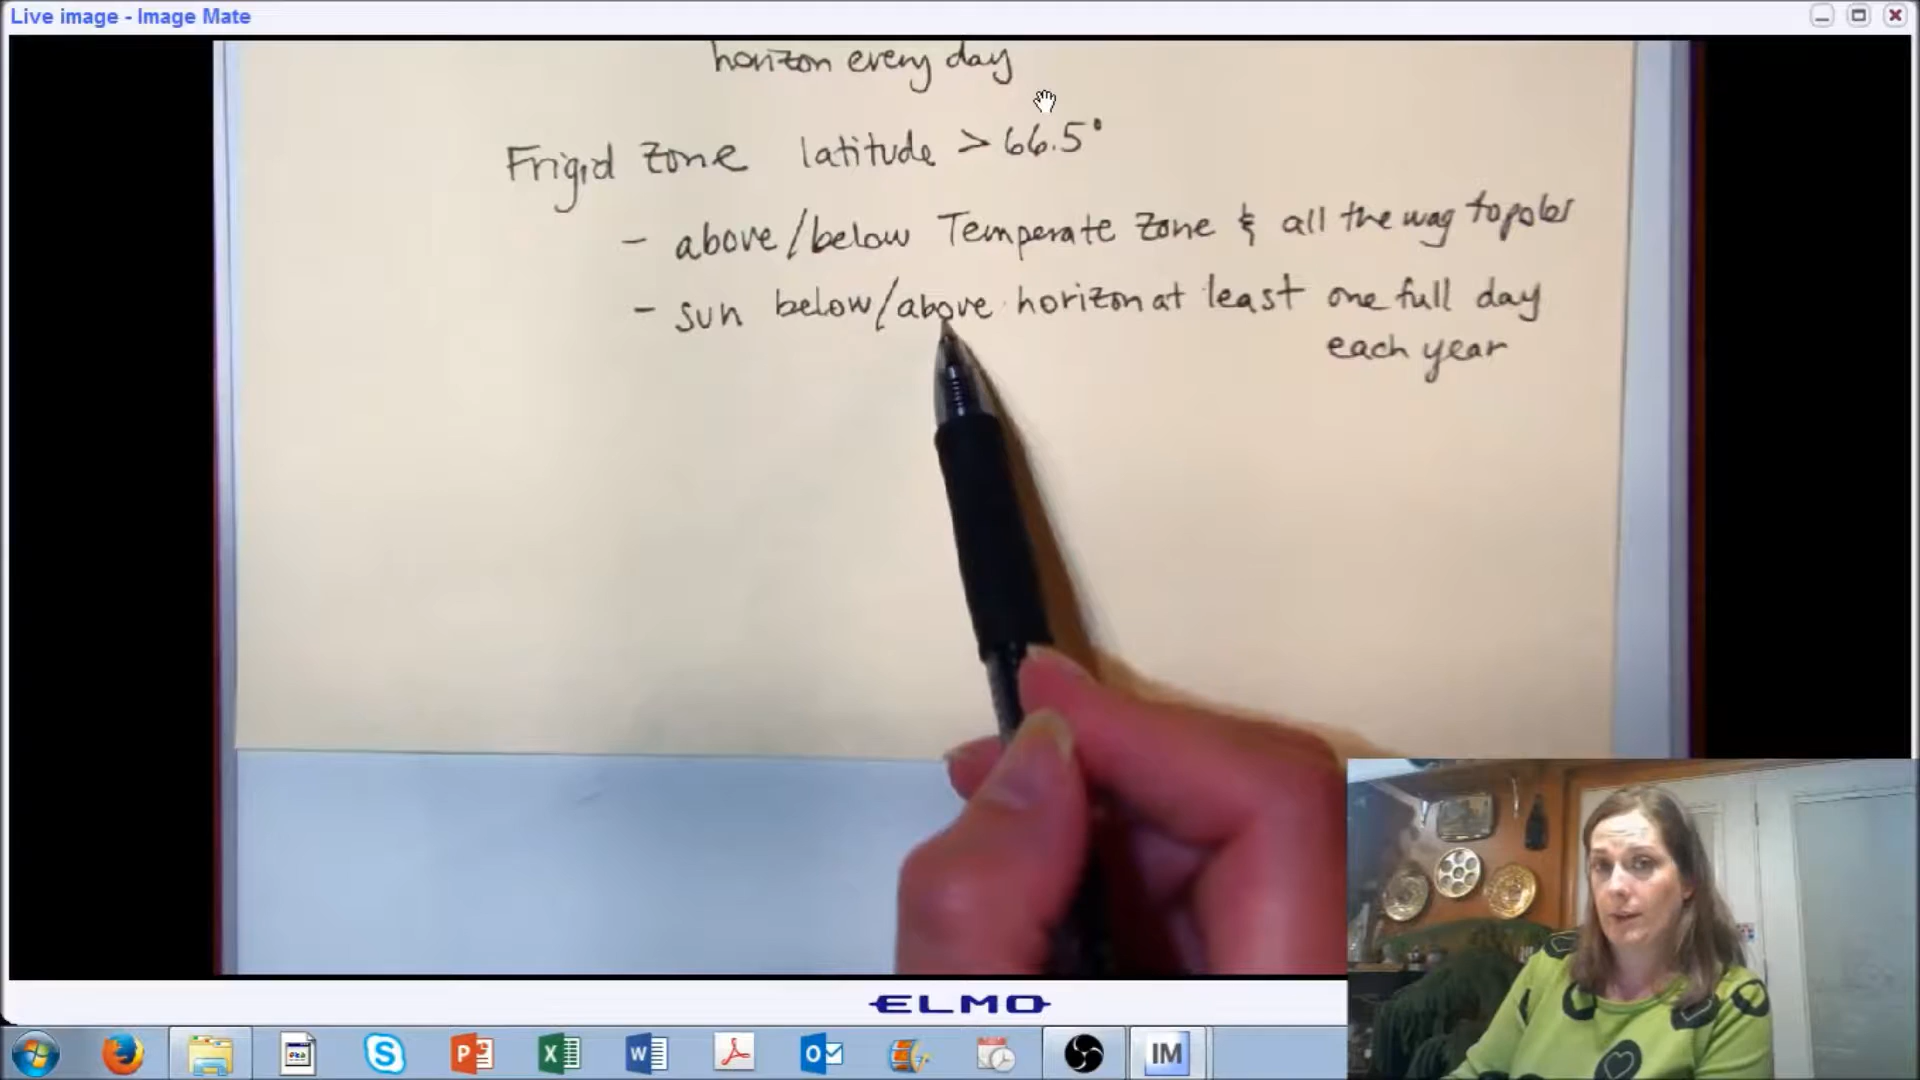 Live image - Image Mate
horizon every day
Frigid Zone latitude > 66.5°
- above/below Temperate Zone & all the way to poles
- sun below/above horizon at least one full day
each year
ELMO
IM